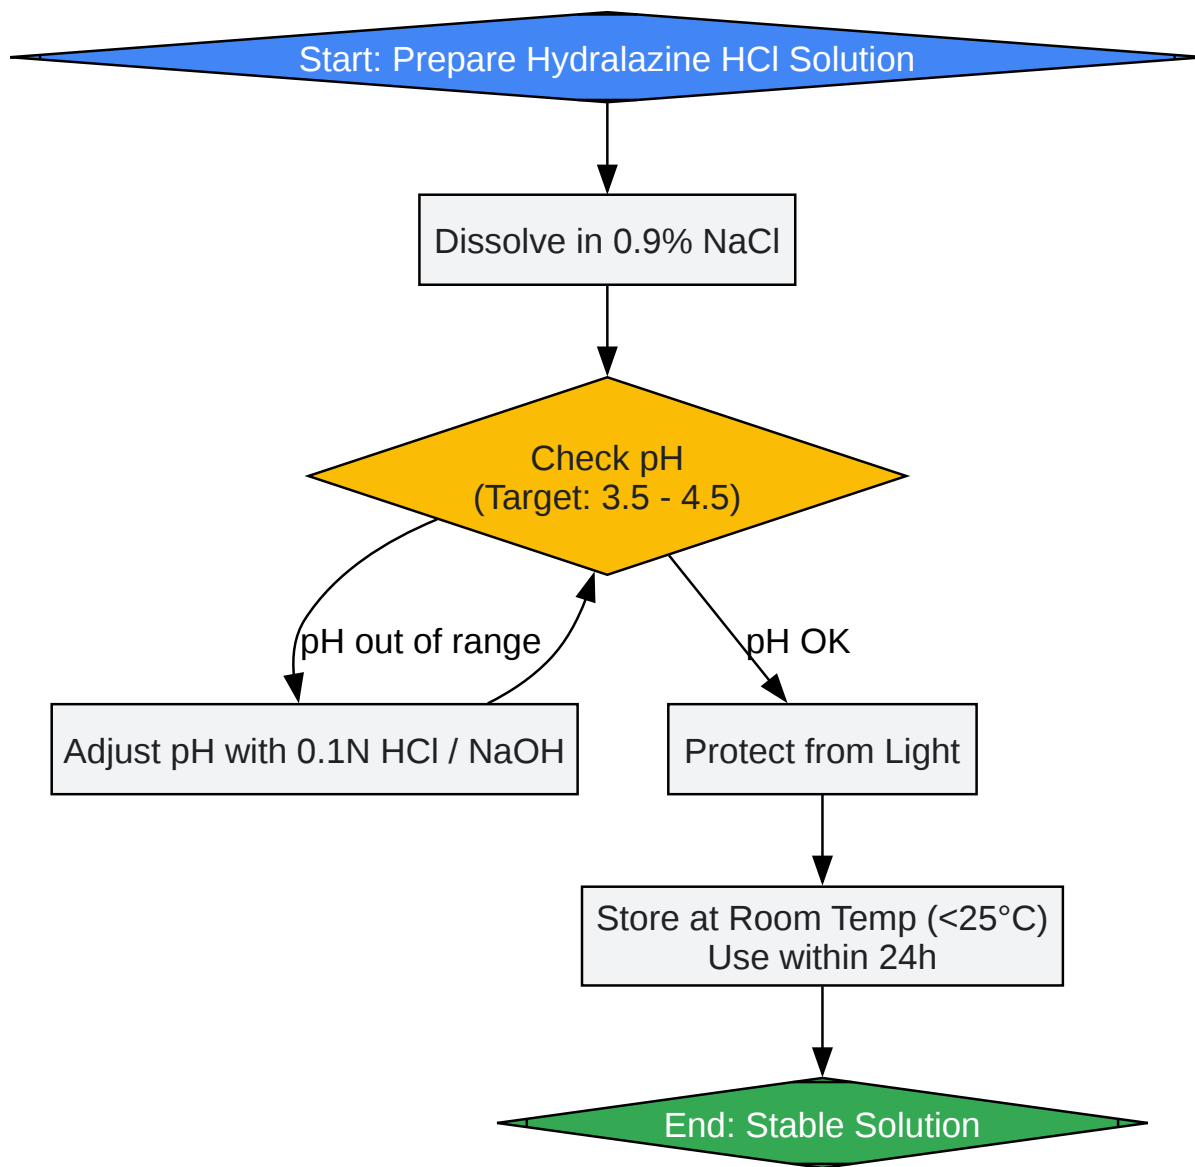 Start: Prepare Hydralazine HCl Solution
Dissolve in 0.9% NaCl
Check pH
(Target: 3.5 - 4.5)
pH out of range
pH OK
Adjust pH with 0.1N HCl / NaOH
Protect from Light
Store at Room Temp (<25°C)
Use within 24h
End: Stable Solution